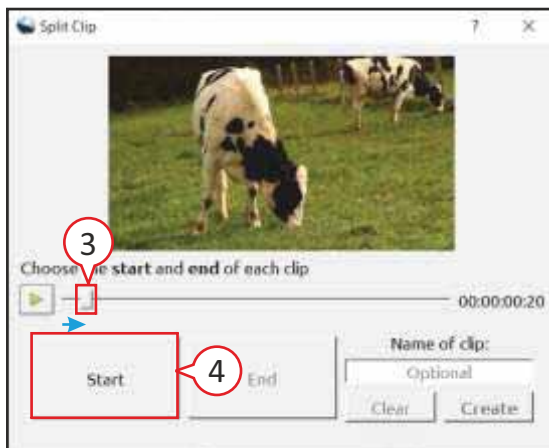 Split Clip ? ×
3
Choose the start and end of each clip
00:00:00:20
Name of clip:
Start 4 End Optional
Clear Create